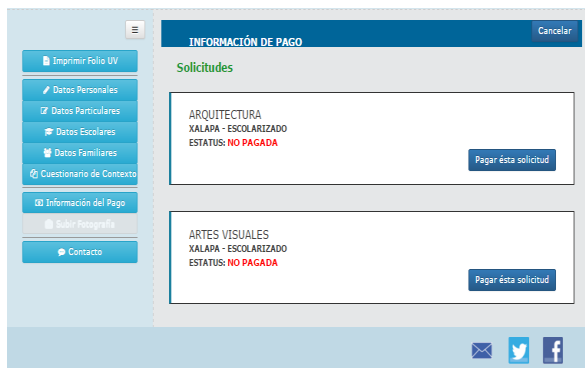 Cancelar
INFORMACIÓN DE PAGO
Imprimir Folio UV
Datos Personales
Datos Particulares
Datos Escolares
Datos Familiares
Cuestionario de Contexto
Información del Pago
Subir Fotografía
Contacto
Solicitudes
ARQUITECTURA
XALAPA - ESCOLARIZADO
ESTATUS: NO PAGADA
Pagar ésta solicitud
ARTES VISUALES
XALAPA - ESCOLARIZADO
ESTATUS: NO PAGADA
Pagar ésta solicitud